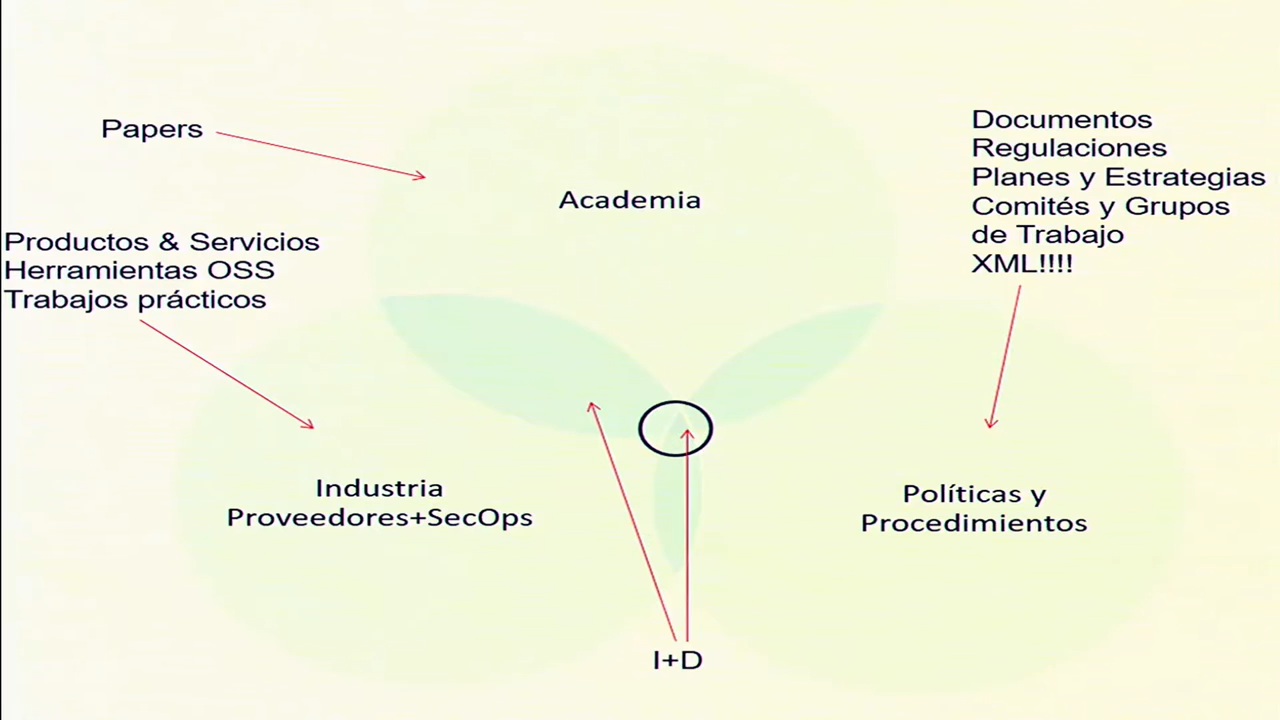 Papers
Academia
Documentos
Regulaciones
Planes y Estrategias
Comités y Grupos
de Trabajo
XML!!!!
Productos & Servicios
Herramientas OSS
Trabajos prácticos
Industria
Proveedores+SecOps
Políticas y
Procedimientos
I+D